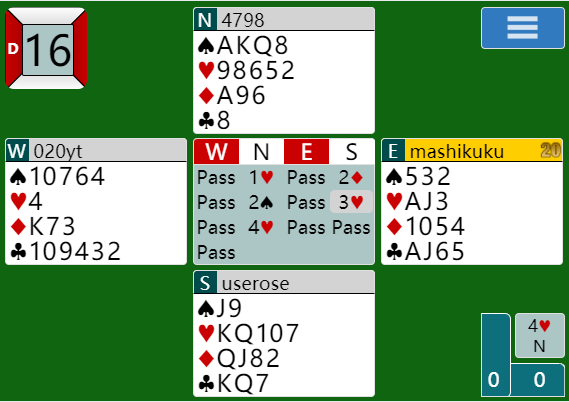 D 16
N 4798
♠AKQ8
♥98652
♦A96
♣8
W 020yt
♠10764
♥4
♦K73
♣109432
W N E S
Pass 1♥ Pass 2♦
Pass 2♠ Pass 3♥
Pass 4♥ Pass Pass
Pass
E mashikuku 20
♠532
♥AJ3
♦1054
♣AJ65
S userose
♠J9
♥KQ107
♦QJ82
♣KQ7
4♥
N
0 0